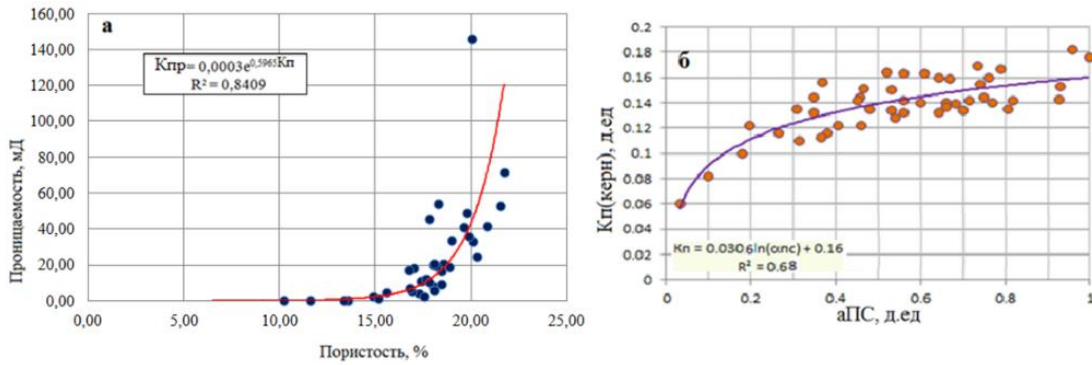 160,00
140,00
120,00
100,00
80,00
60,00
40,00
20,00
0,00
Проницаемость, мД
а
Кпр= 0,0003e^0,5965Кп
R² = 0,8409
0,00 5,00 10,00 15,00 20,00 25,00
Пористость, %
0.2
0.18
0.16
0.14
0.12
0.10
0.08
0.06
0.04
0.02
0
Кп(керн), д.ед
б
Кп = 0.0306ln(αпс) + 0.16
R² = 0.68
0 0.2 0.4 0.6 0.8 1
аПС, д.ед